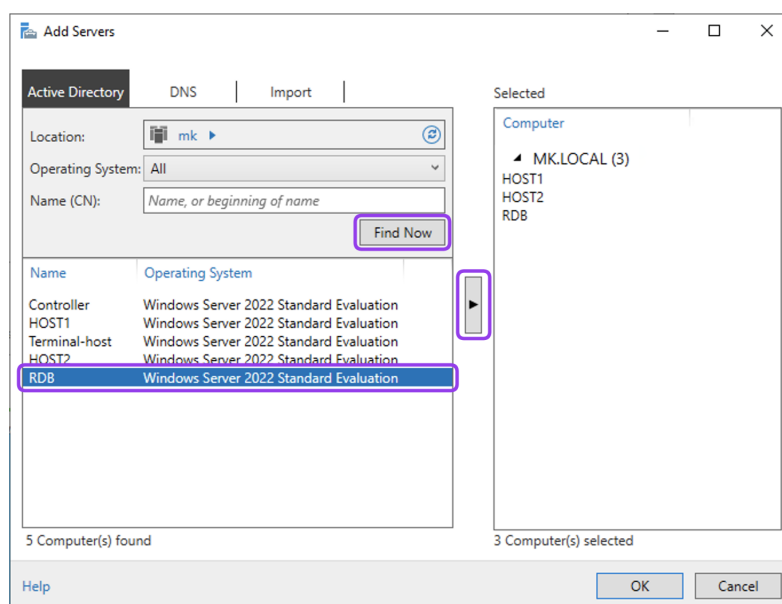 Add Servers
Active Directory DNS Import
Location: mk
Operating System: All
Name (CN): Name, or beginning of name
Find Now
Name Operating System
Controller Windows Server 2022 Standard Evaluation
HOST1 Windows Server 2022 Standard Evaluation
Terminal-host Windows Server 2022 Standard Evaluation
HOST2 Windows Server 2022 Standard Evaluation
RDB Windows Server 2022 Standard Evaluation
5 Computer(s) found
Selected
Computer
MK.LOCAL (3)
HOST1
HOST2
RDB
3 Computer(s) selected
Help OK Cancel